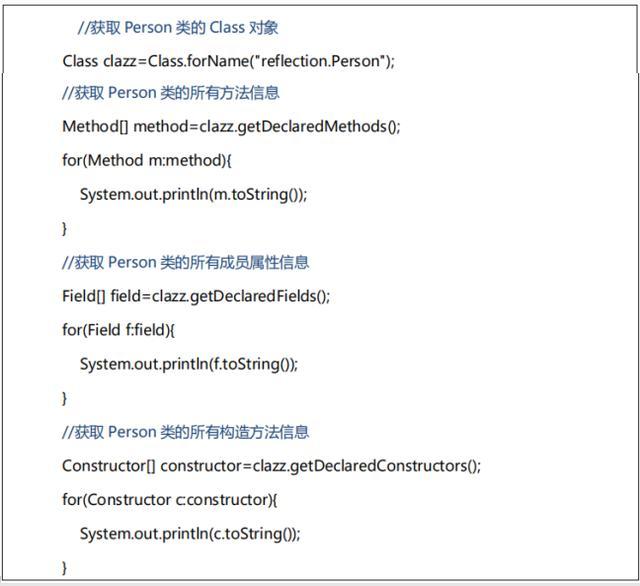 //获取 Person 类的 Class 对象
Class clazz=Class.forName("reflection.Person");
//获取 Person 类的所有方法信息
Method[] method=clazz.getDeclaredMethods();
for(Method m:method){
System.out.println(m.toString());
}
//获取 Person 类的所有成员属性信息
Field[] field=clazz.getDeclaredFields();
for(Field f:field){
System.out.println(f.toString());
}
//获取 Person 类的所有构造方法信息
Constructor[] constructor=clazz.getDeclaredConstructors();
for(Constructor c:constructor){
System.out.println(c.toString());
}